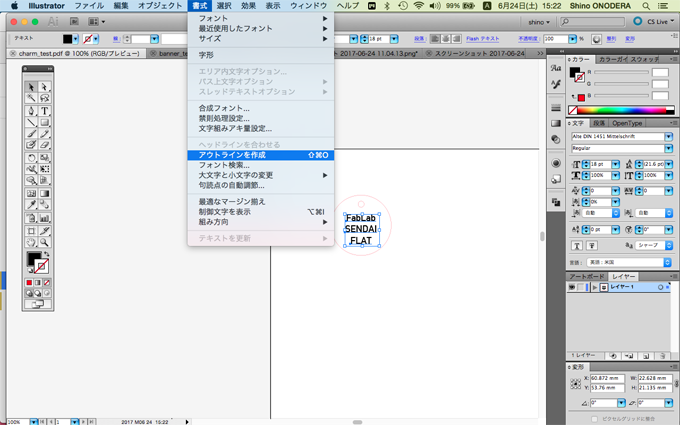 Illustrator ファイル 編集 オブジェクト 書式 選択 効果 表示 ウィンドウ ヘルプ 99% 6月24日(土) 15:22 Shino ONODERA
Ai Br shino CS Live
テキスト 線: 18 pt 段落: Flash テキスト 不透明度: 100% 整列 変形
charm_test.pdf @ 100% (RGB/プレビュー) banner_te -06-24 11.04.13.png* スクリーンショット 2017-06-24
フォント
最近使用したフォント
サイズ
字形
エリア内文字オプション...
パス上文字オプション
スレッドテキストオプション
合成フォント...
禁則処理設定...
文字組みアキ量設定...
ヘッドラインを合わせる
アウトラインを作成 ⇧⌘O
フォント検索...
大文字と小文字の変更
句読点の自動調節...
最適なマージン揃え
制御文字を表示 ⌥⌘I
組み方向
テキストを更新
FabLab
SENDAI
FLAT
カラー カラーガイド スウォッチ
R
G
B
文字 段落 OpenType
Alte DIN 1451 Mittelschrift
Regular
18 pt (21.6 pt)
0 0
0%
自動 自動
0 pt 0°
シャープ
言語: 英語:米国
アートボード レイヤー
レイヤー 1
1 レイヤー
変形
X: 60.872 mm W: 22.628 mm
Y: 53.76 mm H: 21.135 mm
0° 0°
ピクセルグリッドに整合
100% 1 2017 M06 24 15:22